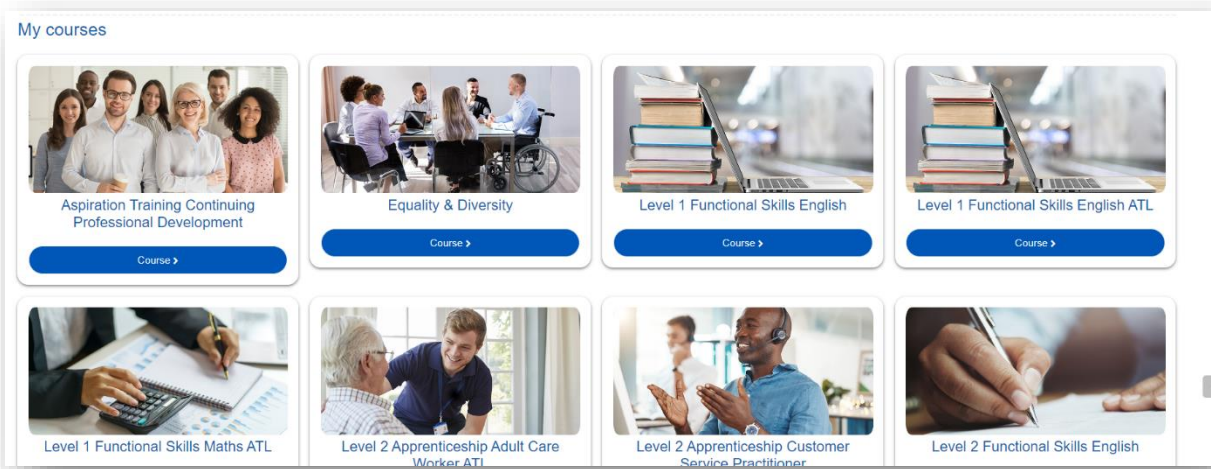 My courses
Aspiration Training Continuing
Professional Development
Course >
Equality & Diversity
Course >
Level 1 Functional Skills English
Course >
Level 1 Functional Skills English ATL
Course >
Level 1 Functional Skills Maths ATL
Level 2 Apprenticeship Adult Care
Worker ATL
Level 2 Apprenticeship Customer
Service Practitioner
Level 2 Functional Skills English